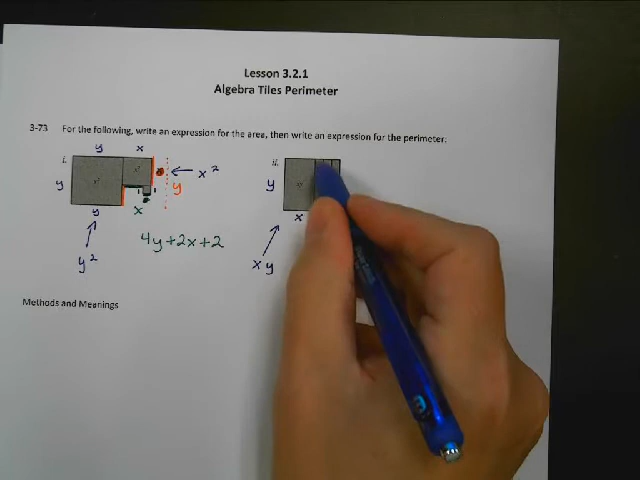 Lesson 3.2.1
Algebra Tiles Perimeter
3-73 For the following, write an expression for the area, then write an expression for the perimeter:
i.
y x
y
x²
y
y x
4y+2x+2
y²
ii.
y
x
xy
Methods and Meanings